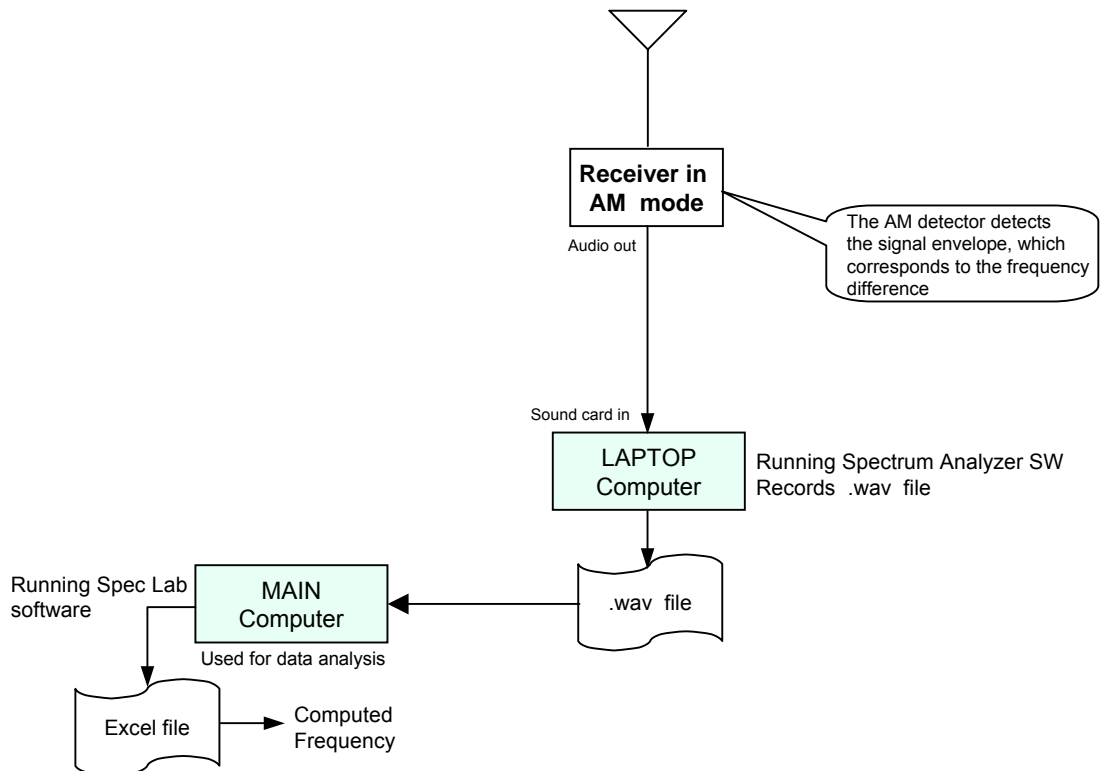 Receiver in
AM mode
Audio out
The AM detector detects
the signal envelope, which
corresponds to the frequency
difference
Sound card in
LAPTOP
Computer
Running Spectrum Analyzer SW
Records .wav file
.wav file
Running Spec Lab
software
MAIN
Computer
Used for data analysis
Excel file
Computed
Frequency